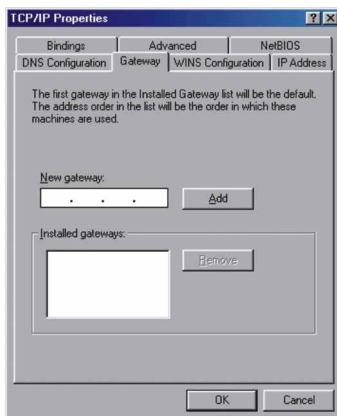 TCP/IP Properties
Bindings Advanced NetBIOS
DNS Configuration Gateway WINS Configuration IP Address
The first gateway in the Installed Gateway list will be the default.
The address order in the list will be the order in which these
machines are used.
New gateway:
. . .
Add
Installed gateways:
Remove
OK Cancel